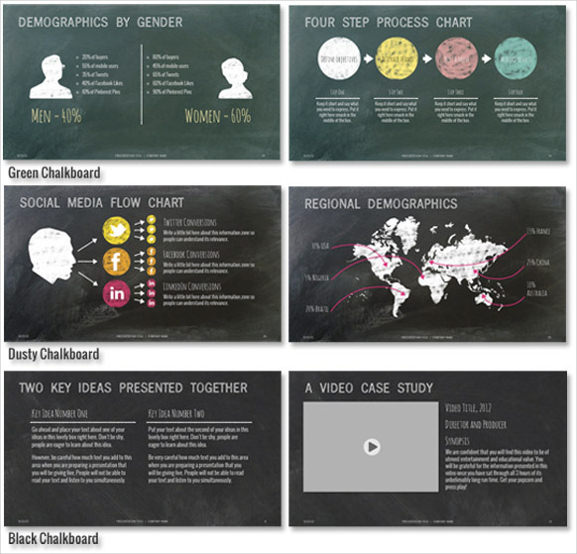 DEMOGRAPHICS BY GENDER
20% of buyers
55% of mobile users
35% of Tweets
40% of Facebook Likes
10% of Pinterest Pins
80% of buyers
45% of mobile users
65% of Tweets
60% of Facebook Likes
90% of Pinterest Pins
Men - 40%
Women - 60%
FOUR STEP PROCESS CHART
Define Objectives
Step One
Keep it short and say what
you need to express. Put it
right here smack in the
middle of the box.
Step Two
Keep it short and say what
you need to express. Put it
right here smack in the
middle of the box.
Step Three
Keep it short and say what
you need to express. Put it
right here smack in the
middle of the box.
Step Four
Keep it short and say what
you need to express. Put it
right here smack in the
middle of the box.
Green Chalkboard
SOCIAL MEDIA FLOW CHART
Twitter Conversions
Write a little bit here about this information zone so
people can understand its relevance.
f
Facebook Conversions
Write a little bit here about this information zone so
people can understand its relevance.
in
LinkedIn Conversions
Write a little bit here about this information zone so
people can understand its relevance.
REGIONAL DEMOGRAPHICS
USA
5% Nigeria
Brazil
France
China
Australia
Dusty Chalkboard
TWO KEY IDEAS PRESENTED TOGETHER
Key Idea Number One
Go ahead and place your text about one of your
ideas in this lovely box right here. Don't be shy,
people are eager to learn about this idea.
However, be careful how much text you add to this
area when you are preparing a presentation that
you will be giving live. People will not be able to
read your text and listen to you simultaneously.
Key Idea Number Two
Put your text about the second of your ideas in
this lovely box right here. Don't be shy, people
are eager to learn about this idea.
Be very careful how much text you add to this
area when you are preparing a presentation that
you will be giving live. People will not be able to
read your text and listen to you simultaneously.
A VIDEO CASE STUDY
Video Title, 2012
Director and Producer
Synopsis
We are confident that you will find this video to be of
utmost entertainment and educational value. You
will be grateful for the information presented in this
video once you have sat through all 3 hours of its
unbelievably long run time. Get your popcorn and
press play!
Black Chalkboard